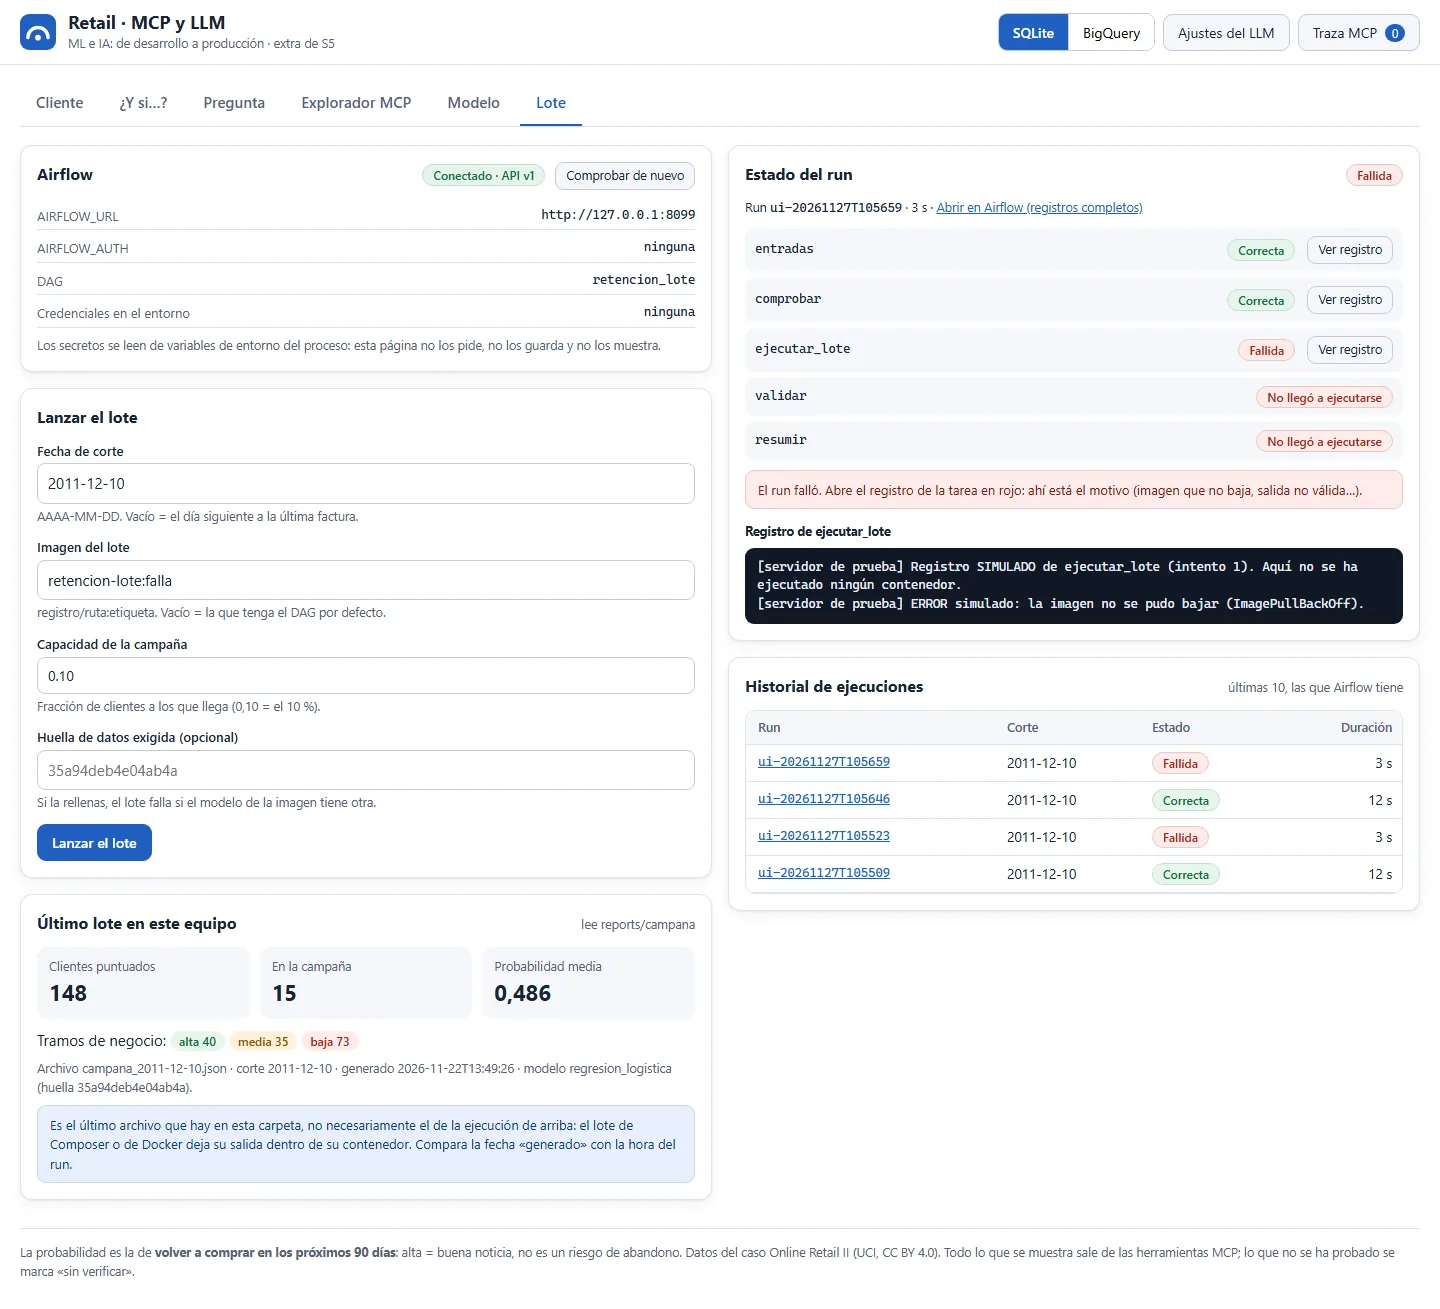 Retail · MCP y LLM
ML e IA: de desarrollo a producción · extra de S5
SQLite
BigQuery
Ajustes del LLM
Traza MCP 0
Cliente
¿Y si...?
Pregunta
Explorador MCP
Modelo
Lote
Airflow
Conectado · API v1
Comprobar de nuevo
AIRFLOW_URL
http://127.0.0.1:8099
AIRFLOW_AUTH
ninguna
DAG
retencion_lote
Credenciales en el entorno
ninguna
Los secretos se leen de variables de entorno del proceso: esta página no los pide, no los guarda y no los muestra.
Lanzar el lote
Fecha de corte
2011-12-10
AAAA-MM-DD. Vacío = el día siguiente a la última factura.
Imagen del lote
retencion-lote:falla
registro/ruta:etiqueta. Vacío = la que tenga el DAG por defecto.
Capacidad de la campaña
0.10
Fracción de clientes a los que llega (0,10 = el 10 %).
Huella de datos exigida (opcional)
35a94deb4e04ab4a
Si la rellenas, el lote falla si el modelo de la imagen tiene otra.
Lanzar el lote
Último lote en este equipo
lee reports/campana
Clientes puntuados
148
En la campaña
15
Probabilidad media
0,486
Tramos de negocio: alta 40 media 35 baja 73
Archivo campana_2011-12-10.json · corte 2011-12-10 · generado 2026-11-22T13:49:26 · modelo regresion_logistica
(huella 35a94deb4e04ab4a).
Es el último archivo que hay en esta carpeta, no necesariamente el de la ejecución de arriba: el lote de
Composer o de Docker deja su salida dentro de su contenedor. Compara la fecha «generado» con la hora del
run.
Estado del run
Fallida
Run ui-20261127T105659 · 3 s · Abrir en Airflow (registros completos)
entradas
Correcta
Ver registro
comprobar
Correcta
Ver registro
ejecutar_lote
Fallida
Ver registro
validar
No llegó a ejecutarse
resumir
No llegó a ejecutarse
El run falló. Abre el registro de la tarea en rojo: ahí está el motivo (imagen que no baja, salida no válida...).
Registro de ejecutar_lote
[servidor de prueba] Registro SIMULADO de ejecutar_lote (intento 1). Aquí no se ha
ejecutado ningún contenedor.
[servidor de prueba] ERROR simulado: la imagen no se pudo bajar (ImagePullBackOff).
Historial de ejecuciones
últimas 10, las que Airflow tiene
Run Corte Estado Duración
ui-20261127T105659 2011-12-10 Fallida 3 s
ui-20261127T105646 2011-12-10 Correcta 12 s
ui-20261127T105523 2011-12-10 Fallida 3 s
ui-20261127T105509 2011-12-10 Correcta 12 s
La probabilidad es la de volver a comprar en los próximos 90 días: alta = buena noticia, no es un riesgo de abandono. Datos del caso Online Retail II (UCI, CC BY 4.0). Todo lo que se muestra sale de las herramientas MCP; lo que no se ha probado se
marca «sin verificar».